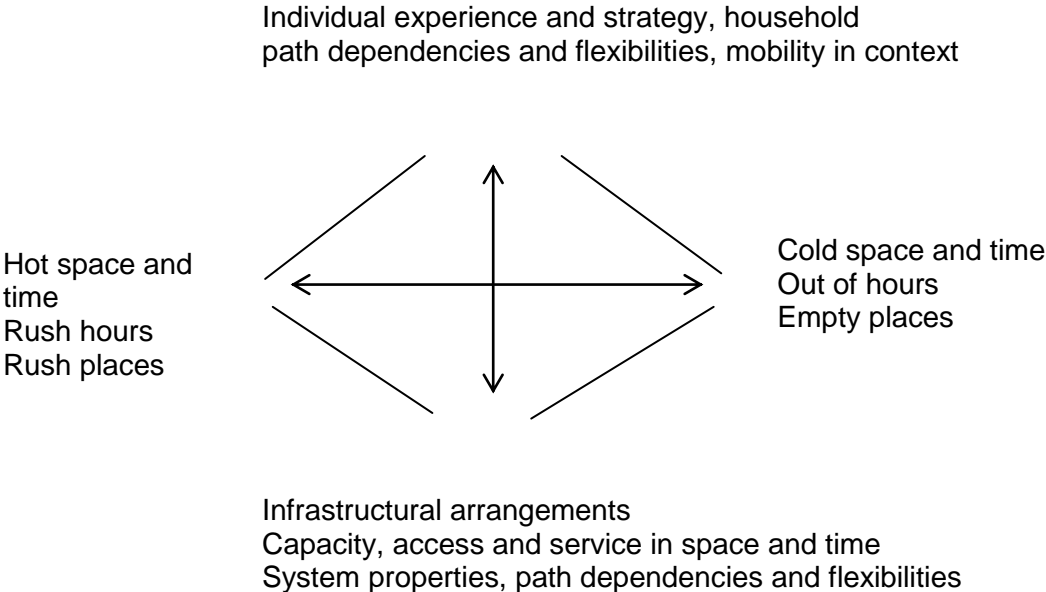 Individual experience and strategy, household
path dependencies and flexibilities, mobility in context
Hot space and
time
Rush hours
Rush places
Cold space and time
Out of hours
Empty places
Infrastructural arrangements
Capacity, access and service in space and time
System properties, path dependencies and flexibilities